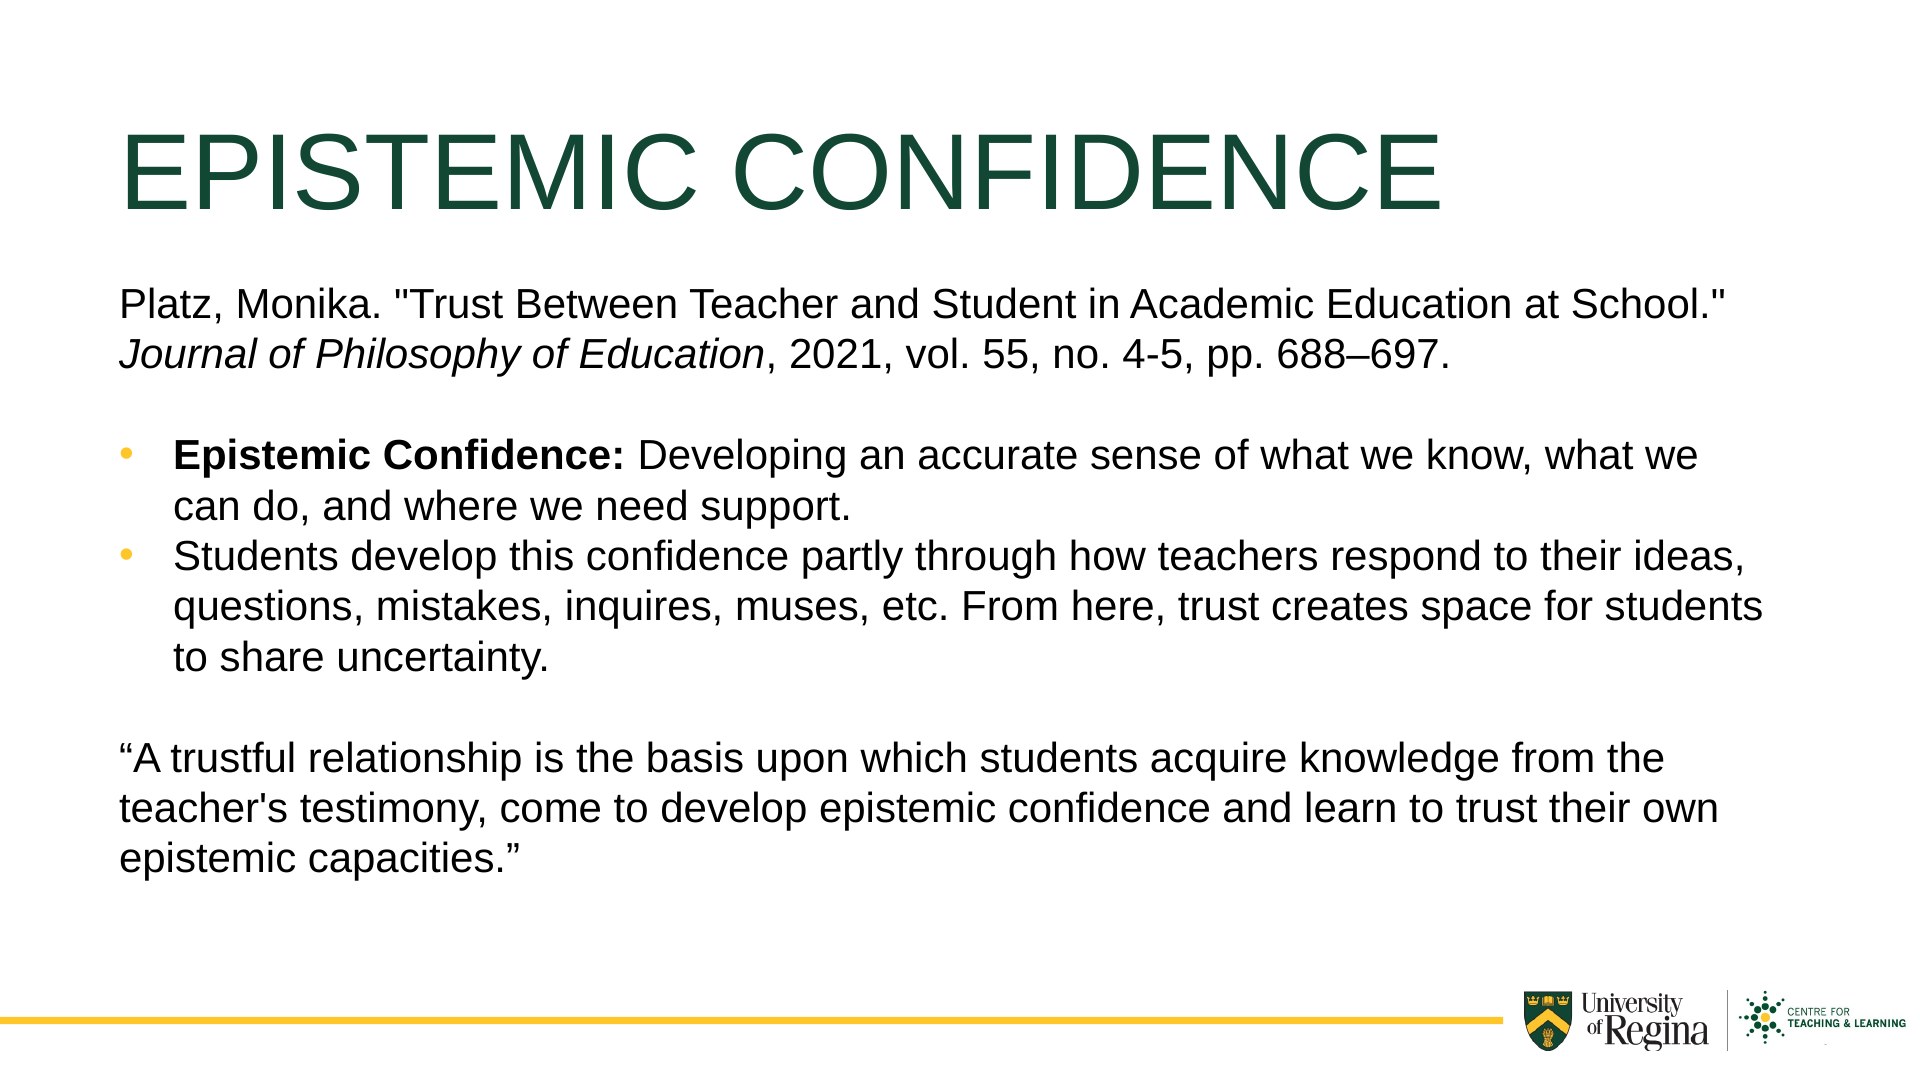 EPISTEMIC CONFIDENCE
Platz, Monika. "Trust Between Teacher and Student in Academic Education at School."
Journal of Philosophy of Education, 2021, vol. 55, no. 4-5, pp. 688–697.
• Epistemic Confidence: Developing an accurate sense of what we know, what we
can do, and where we need support.
• Students develop this confidence partly through how teachers respond to their ideas,
questions, mistakes, inquires, muses, etc. From here, trust creates space for students
to share uncertainty.
“A trustful relationship is the basis upon which students acquire knowledge from the
teacher's testimony, come to develop epistemic confidence and learn to trust their own
epistemic capacities.”
University
of Regina
CENTRE FOR
TEACHING & LEARNING